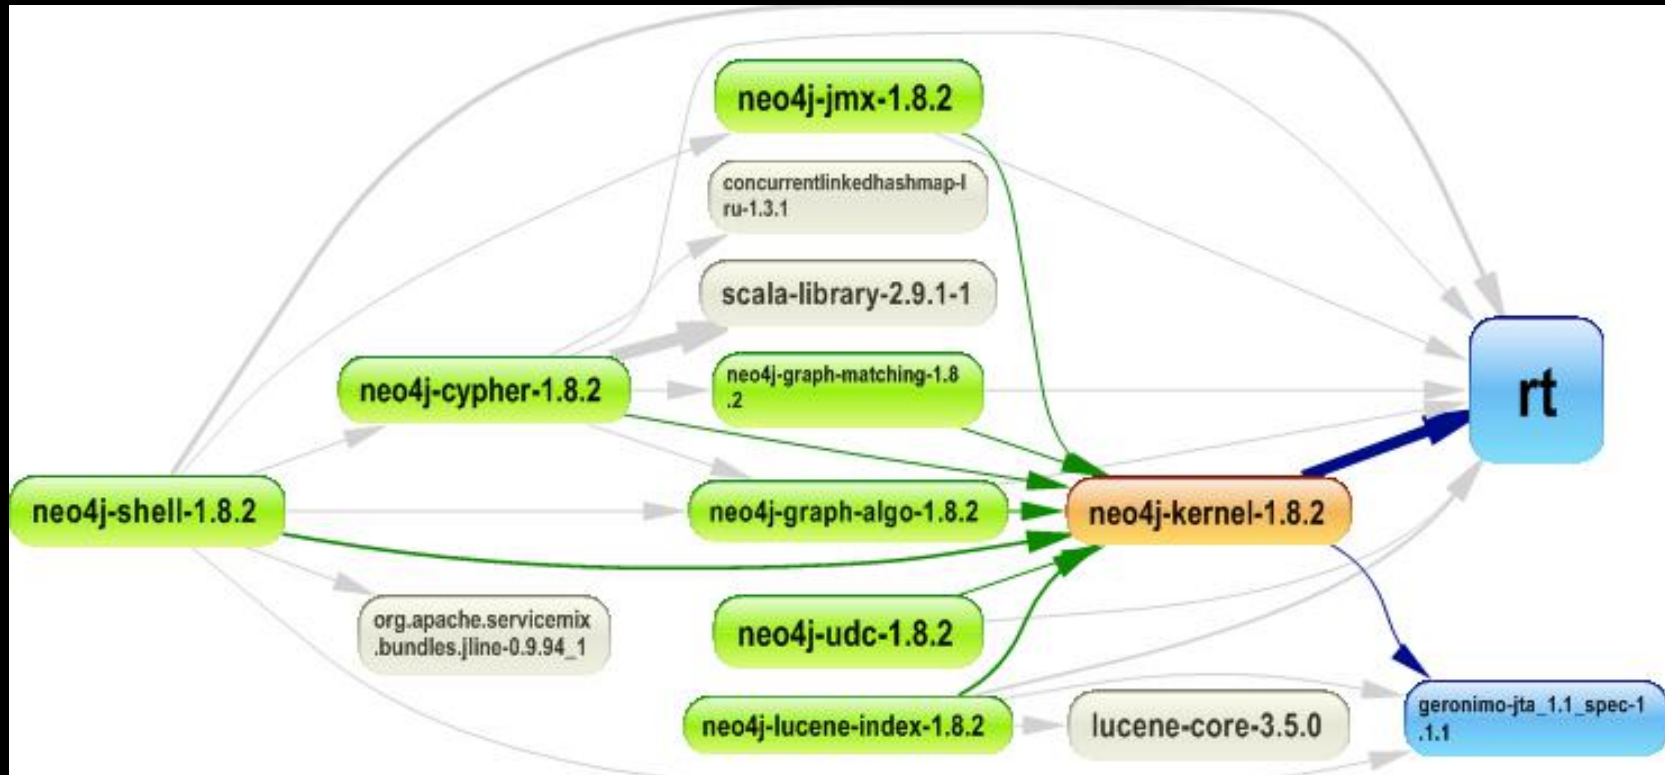 neo4j-jmx-1.8.2
concurrentlinkedhashmap-l
ru-1.3.1
scala-library-2.9.1-1
neo4j-cypher-1.8.2
neo4j-graph-matching-1.8
.2
rt
neo4j-shell-1.8.2
neo4j-graph-algo-1.8.2
neo4j-kernel-1.8.2
org.apache.servicemix
.bundles.jline-0.9.94_1
neo4j-udc-1.8.2
neo4j-lucene-index-1.8.2
lucene-core-3.5.0
geronimo-jta_1.1_spec-1
.1.1